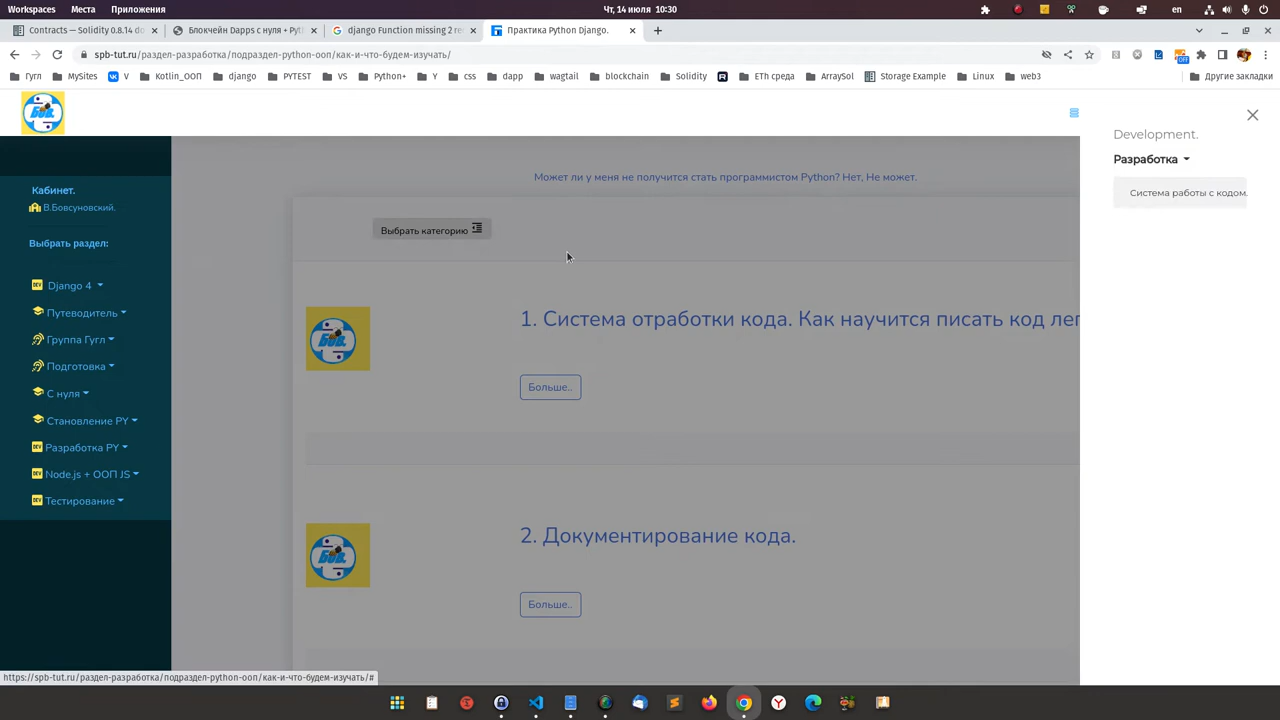 Workspaces Места Приложения
Чт, 14 июля 10:30
en
Contracts — Solidity 0.8.14 do
Блокчейн Dapps с нуля + Pyt
django Function missing 2 re
Практика Python Django.
spb-tut.ru/раздел-разработка/подраздел-python-ооп/как-и-что-будем-изучать/
Гугл MySites V Kotlin_ООП django PYTEST VS Python+ Y css dapp wagtail blockchain Solidity ETh среда ArraySol Storage Example Linux web3 Другие закладки
БоВ.
Development.
Разработка
Система работы с кодом.
Может ли у меня не получится стать программистом Python? Нет, Не может.
Кабинет.
В.Бовсуновский.
Выбрать раздел:
Django 4
Путеводитель
Группа Гугл
Подготовка
С нуля
Становление PY
Разработка PY
Node.js + ООП JS
Тестирование
Выбрать категорию
БоВ.
1. Система отработки кода. Как научится писать код лег
Больше..
БоВ.
2. Документирование кода.
Больше..
https://spb-tut.ru/раздел-разработка/подраздел-python-ооп/как-и-что-будем-изучать/#